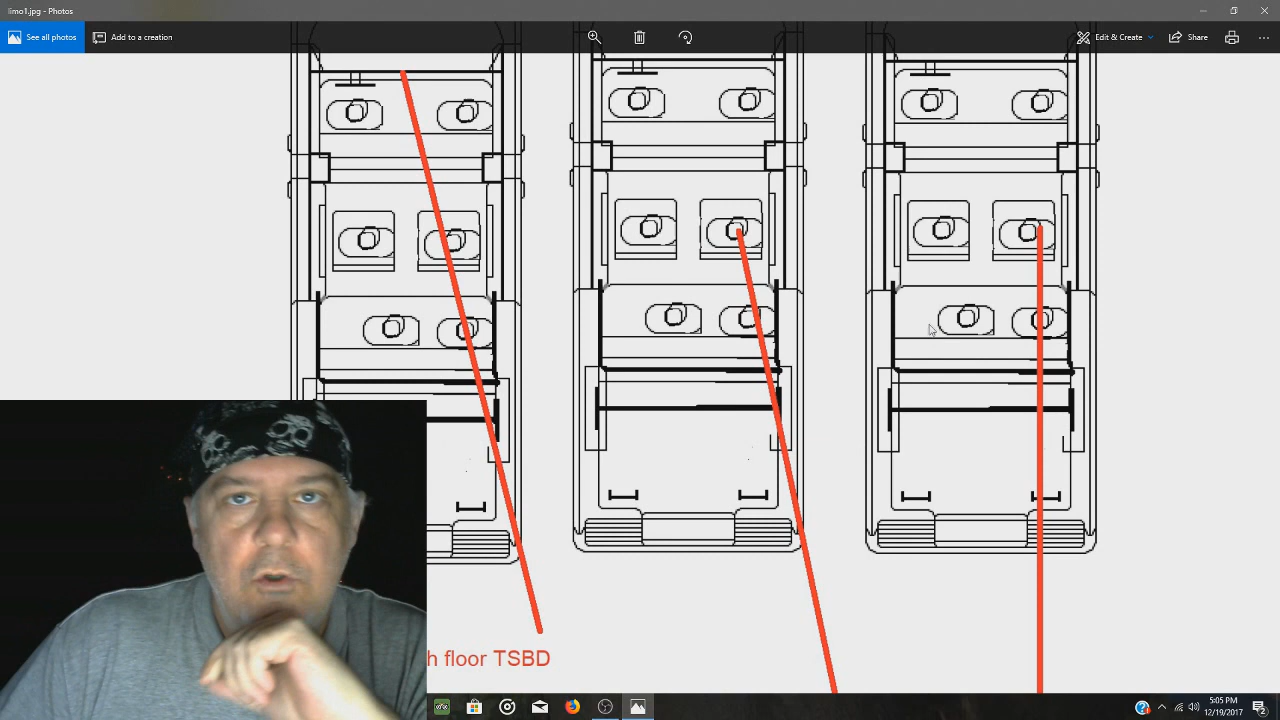 limo1.jpg - Photos
See all photos
Add to a creation
Edit & Create
Share
h floor TSBD
5:05 PM
12/19/2017
2